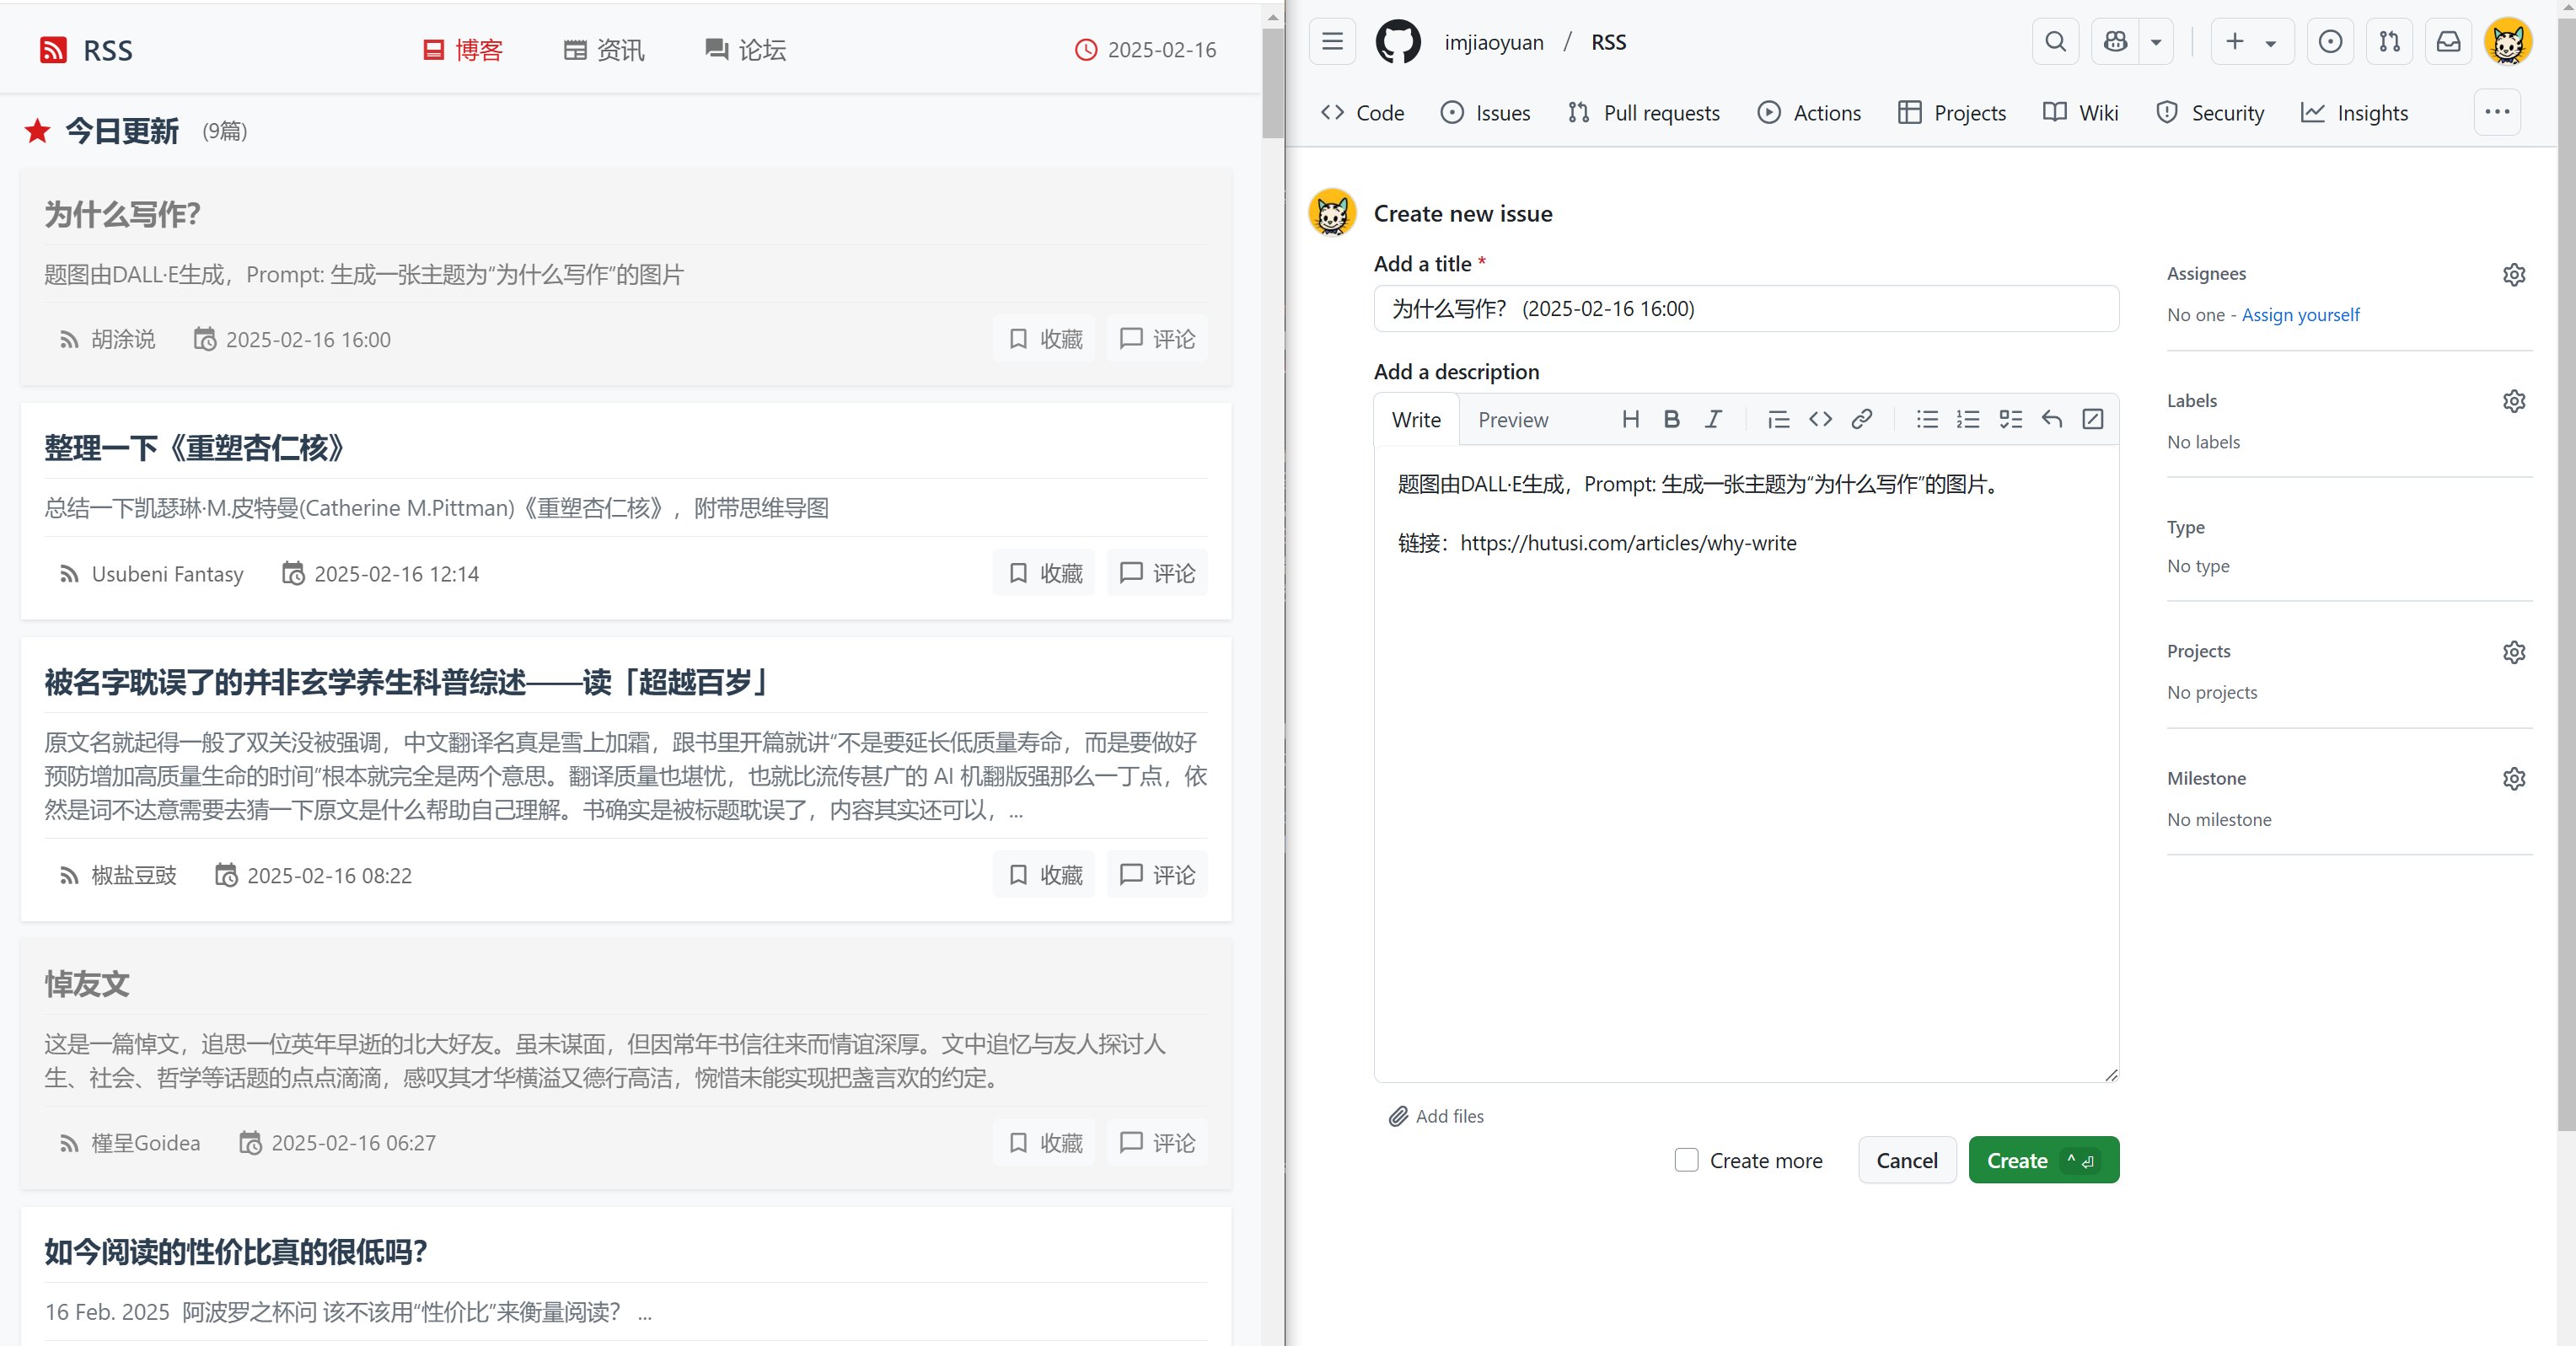 RSS
博客
资讯
论坛
2025-02-16
今日更新 (9篇)
为什么写作？
题图由DALL·E生成，Prompt: 生成一张主题为“为什么写作”的图片
胡涂说 2025-02-16 16:00 收藏 评论
整理一下《重塑杏仁核》
总结一下凯瑟琳·M.皮特曼(Catherine M.Pittman)《重塑杏仁核》，附带思维导图
Usubeni Fantasy 2025-02-16 12:14 收藏 评论
被名字耽误了的并非玄学养生科普综述——读「超越百岁」
原文名就起得一般了双关没被强调，中文翻译名真是雪上加霜，跟书里开篇就讲“不是要延长低质量寿命，而是要做好
预防增加高质量生命的时间”根本就完全是两个意思。翻译质量也堪忧，也就比流传甚广的 AI 机翻版强那么一丁点，依
然是词不达意需要去猜一下原文是什么帮助自己理解。书确实是被标题耽误了，内容其实还可以，...
椒盐豆豉 2025-02-16 08:22 收藏 评论
悼友文
这是一篇悼文，追思一位英年早逝的北大好友。虽未谋面，但因常年书信往来而情谊深厚。文中追忆与友人探讨人
生、社会、哲学等话题的点点滴滴，感叹其才华横溢又德行高洁，惋惜未能实现把盏言欢的约定。
槿呈Goidea 2025-02-16 06:27 收藏 评论
如今阅读的性价比真的很低吗？
16 Feb. 2025 阿波罗之杯问 该不该用“性价比”来衡量阅读？ ...
imjiaoyuan / RSS
Code
Issues
Pull requests
Actions
Projects
Wiki
Security
Insights
Create new issue
Add a title *
为什么写作？ (2025-02-16 16:00)
Add a description
Write
Preview
题图由DALL·E生成，Prompt: 生成一张主题为“为什么写作”的图片。
链接：https://hutusi.com/articles/why-write
Add files
Create more
Cancel
Create
Assignees
No one - Assign yourself
Labels
No labels
Type
No type
Projects
No projects
Milestone
No milestone